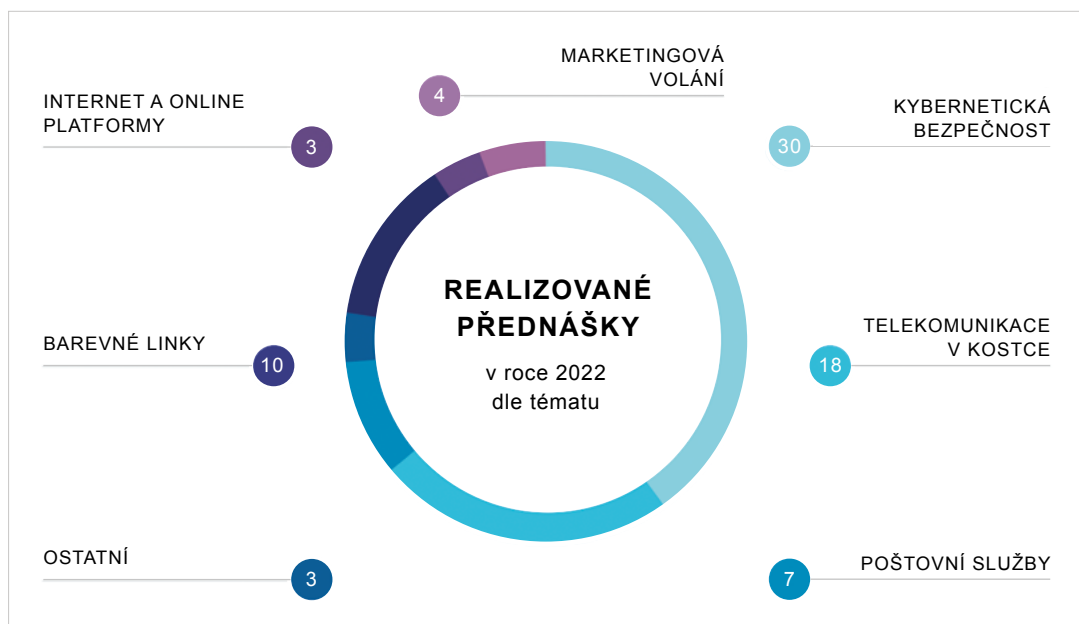 MARKETINGOVÁ
VOLÁNÍ
4
INTERNET A ONLINE
PLATFORMY
3
KYBERNETICKÁ
BEZPEČNOST
30
REALIZOVANÉ
PŘEDNÁŠKY
v roce 2022
dle tématu
BAREVNÉ LINKY
10
TELEKOMUNIKACE
V KOSTCE
18
OSTATNÍ
3
POŠTOVNÍ SLUŽBY
7